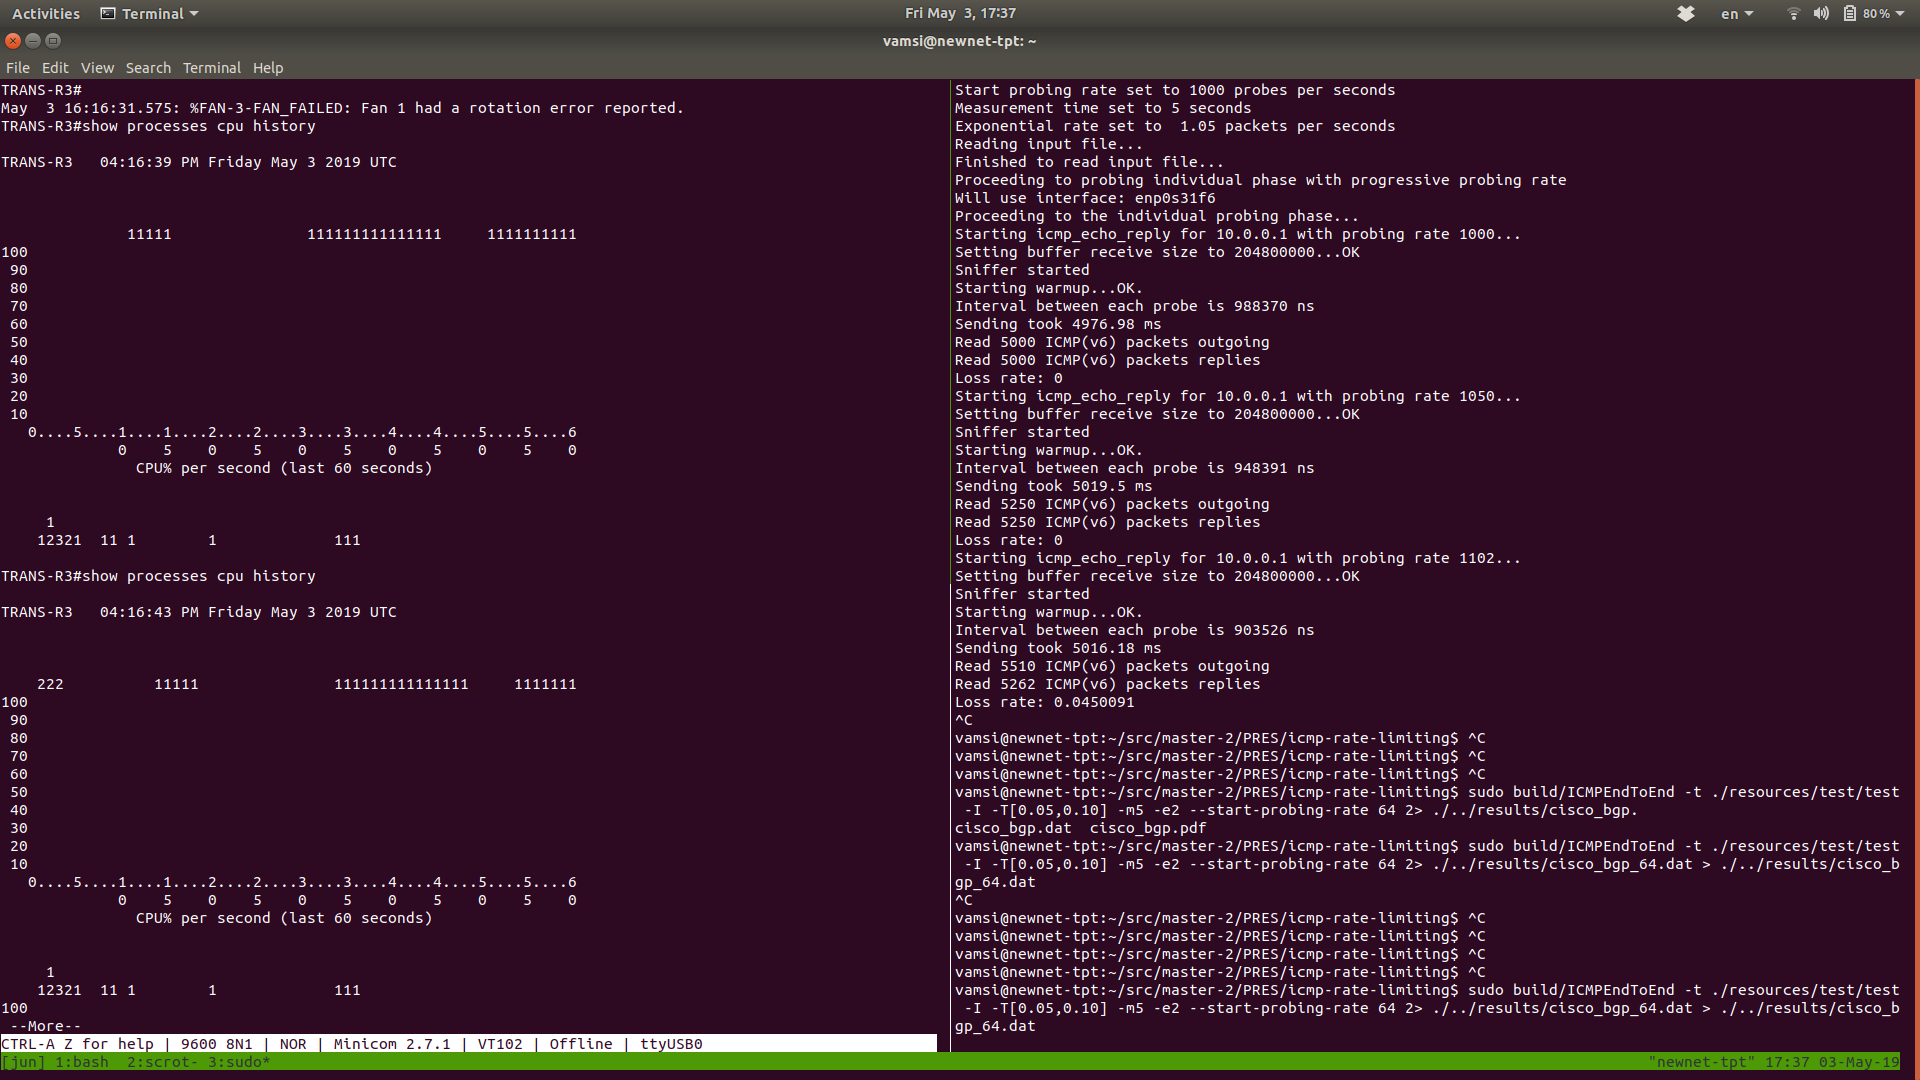 Activities Terminal Fri May 3, 17:37 en 80%
vamsi@newnet-tpt: ~
File Edit View Search Terminal Help
TRANS-R3#
May  3 16:16:31.575: %FAN-3-FAN_FAILED: Fan 1 had a rotation error reported.
TRANS-R3#show processes cpu history
TRANS-R3   04:16:39 PM Friday May 3 2019 UTC
              11111               111111111111111     1111111111
100
 90
 80
 70
 60
 50
 40
 30
 20
 10
   0....5....1....1....2....2....3....3....4....4....5....5....6
             0    5    0    5    0    5    0    5    0    5    0
               CPU% per second (last 60 seconds)
     1
    12321  11 1        1             111
TRANS-R3#show processes cpu history
TRANS-R3   04:16:43 PM Friday May 3 2019 UTC
    222          11111               111111111111111     1111111
100
 90
 80
 70
 60
 50
 40
 30
 20
 10
   0....5....1....1....2....2....3....3....4....4....5....5....6
             0    5    0    5    0    5    0    5    0    5    0
               CPU% per second (last 60 seconds)
     1
    12321  11 1        1             111
100
 --More--
CTRL-A Z for help | 9600 8N1 | NOR | Minicom 2.7.1 | VT102 | Offline | ttyUSB0
Start probing rate set to 1000 probes per seconds
Measurement time set to 5 seconds
Exponential rate set to  1.05 packets per seconds
Reading input file...
Finished to read input file...
Proceeding to probing individual phase with progressive probing rate
Will use interface: enp0s31f6
Proceeding to the individual probing phase...
Starting icmp_echo_reply for 10.0.0.1 with probing rate 1000...
Setting buffer receive size to 204800000...OK
Sniffer started
Starting warmup...OK.
Interval between each probe is 988370 ns
Sending took 4976.98 ms
Read 5000 ICMP(v6) packets outgoing
Read 5000 ICMP(v6) packets replies
Loss rate: 0
Starting icmp_echo_reply for 10.0.0.1 with probing rate 1050...
Setting buffer receive size to 204800000...OK
Sniffer started
Starting warmup...OK.
Interval between each probe is 948391 ns
Sending took 5019.5 ms
Read 5250 ICMP(v6) packets outgoing
Read 5250 ICMP(v6) packets replies
Loss rate: 0
Starting icmp_echo_reply for 10.0.0.1 with probing rate 1102...
Setting buffer receive size to 204800000...OK
Sniffer started
Starting warmup...OK.
Interval between each probe is 903526 ns
Sending took 5016.18 ms
Read 5510 ICMP(v6) packets outgoing
Read 5262 ICMP(v6) packets replies
Loss rate: 0.0450091
^C
vamsi@newnet-tpt:~/src/master-2/PRES/icmp-rate-limiting$ ^C
vamsi@newnet-tpt:~/src/master-2/PRES/icmp-rate-limiting$ ^C
vamsi@newnet-tpt:~/src/master-2/PRES/icmp-rate-limiting$ ^C
vamsi@newnet-tpt:~/src/master-2/PRES/icmp-rate-limiting$ sudo build/ICMPEndToEnd -t ./resources/test/test
 -I -T[0.05,0.10] -m5 -e2 --start-probing-rate 64 2> ./../results/cisco_bgp.
cisco_bgp.dat  cisco_bgp.pdf
vamsi@newnet-tpt:~/src/master-2/PRES/icmp-rate-limiting$ sudo build/ICMPEndToEnd -t ./resources/test/test
 -I -T[0.05,0.10] -m5 -e2 --start-probing-rate 64 2> ./../results/cisco_bgp_64.dat > ./../results/cisco_b
gp_64.dat
^C
vamsi@newnet-tpt:~/src/master-2/PRES/icmp-rate-limiting$ ^C
vamsi@newnet-tpt:~/src/master-2/PRES/icmp-rate-limiting$ ^C
vamsi@newnet-tpt:~/src/master-2/PRES/icmp-rate-limiting$ ^C
vamsi@newnet-tpt:~/src/master-2/PRES/icmp-rate-limiting$ ^C
vamsi@newnet-tpt:~/src/master-2/PRES/icmp-rate-limiting$ sudo build/ICMPEndToEnd -t ./resources/test/test
 -I -T[0.05,0.10] -m5 -e2 --start-probing-rate 64 2> ./../results/cisco_bgp_64.dat > ./../results/cisco_b
gp_64.dat
[jun] 1:bash  2:scrot- 3:sudo* "newnet-tpt" 17:37 03-May-19